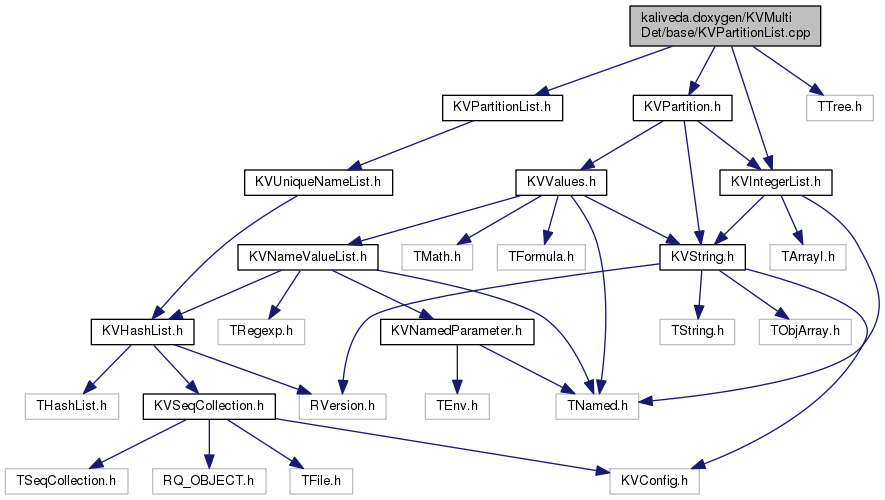 kaliveda.doxygen/KVMulti
Det/base/KVPartitionList.cpp
KVPartitionList.h
KVPartition.h
TTree.h
KVUniqueNameList.h
KVValues.h
KVIntegerList.h
KVNameValueList.h
TMath.h
TFormula.h
KVString.h
TArrayI.h
KVHashList.h
TRegexp.h
KVNamedParameter.h
TString.h
TObjArray.h
THashList.h
KVSeqCollection.h
RVersion.h
TEnv.h
TNamed.h
TSeqCollection.h
RQ_OBJECT.h
TFile.h
KVConfig.h